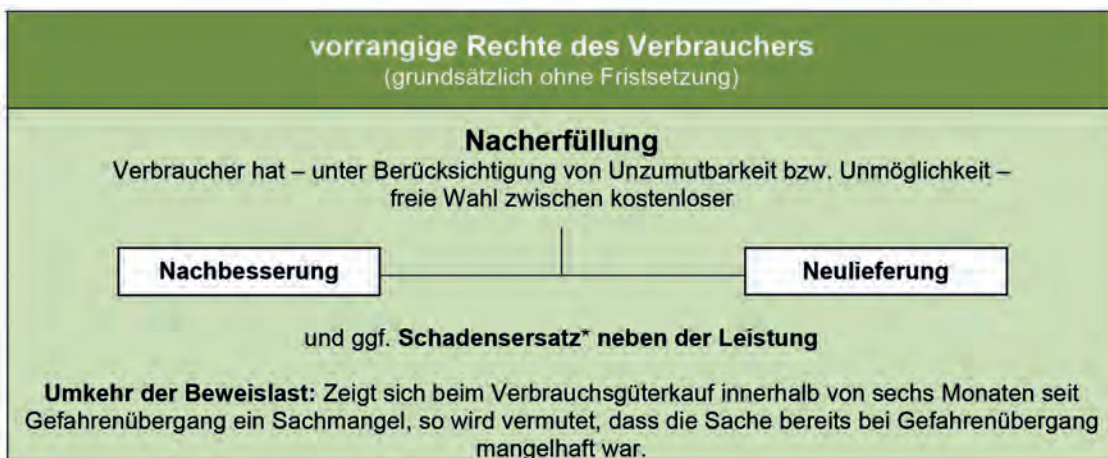 vorrangige Rechte des Verbrauchers
(grundsätzlich ohne Fristsetzung)
Nacherfüllung
Verbraucher hat – unter Berücksichtigung von Unzumutbarkeit bzw. Unmöglichkeit –
freie Wahl zwischen kostenloser
Nachbesserung
Neulieferung
und ggf. Schadensersatz* neben der Leistung
Umkehr der Beweislast: Zeigt sich beim Verbrauchsgüterkauf innerhalb von sechs Monaten seit
Gefahrenübergang ein Sachmangel, so wird vermutet, dass die Sache bereits bei Gefahrenübergang
mangelhaft war.